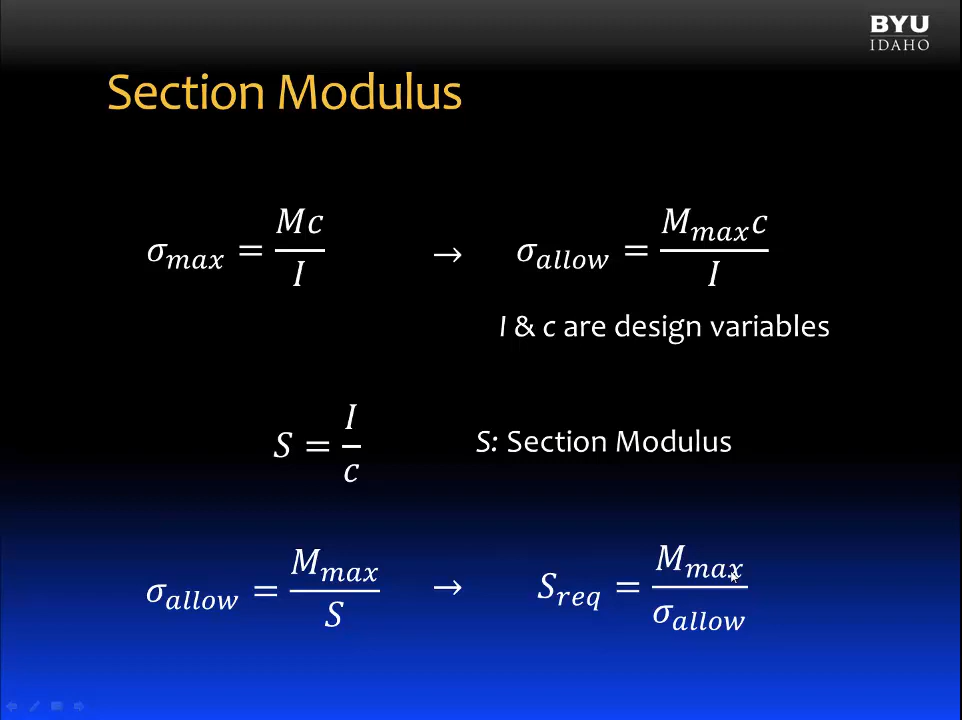 BYU
IDAHO
Section Modulus
σ_max = Mc/I → σ_allow = M_max c/I
I & c are design variables
S = I/c S: Section Modulus
σ_allow = M_max/S → S_req = M_max/σ_allow